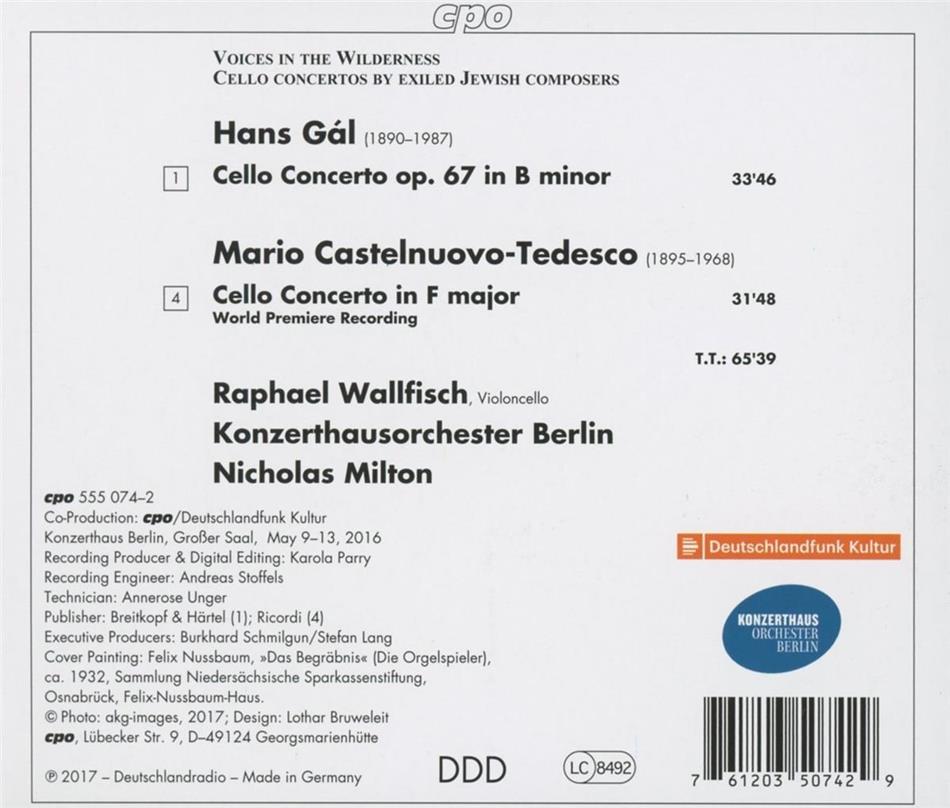 cpo
VOICES IN THE WILDERNESS
CELLO CONCERTOS BY EXILED JEWISH COMPOSERS
Hans Gál (1890–1987)
1 Cello Concerto op. 67 in B minor 33'46
Mario Castelnuovo-Tedesco (1895–1968)
4 Cello Concerto in F major 31'48
World Premiere Recording
T.T.: 65'39
Raphael Wallfisch, Violoncello
Konzerthausorchester Berlin
Nicholas Milton
cpo 555 074–2
Co-Production: cpo/Deutschlandfunk Kultur
Konzerthaus Berlin, Großer Saal, May 9–13, 2016
Recording Producer & Digital Editing: Karola Parry
Recording Engineer: Andreas Stoffels
Technician: Annerose Unger
Publisher: Breitkopf & Härtel (1); Ricordi (4)
Executive Producers: Burkhard Schmilgun/Stefan Lang
Cover Painting: Felix Nussbaum, »Das Begräbnis« (Die Orgelspieler),
ca. 1932, Sammlung Niedersächsische Sparkassenstiftung,
Osnabrück, Felix-Nussbaum-Haus.
© Photo: akg-images, 2017; Design: Lothar Bruweleit
cpo, Lübecker Str. 9, D–49124 Georgsmarienhütte
℗ 2017 – Deutschlandradio – Made in Germany
DDD
LC 8492
Deutschlandfunk Kultur
KONZERTHAUS
ORCHESTER
BERLIN
7 61203 50742 9